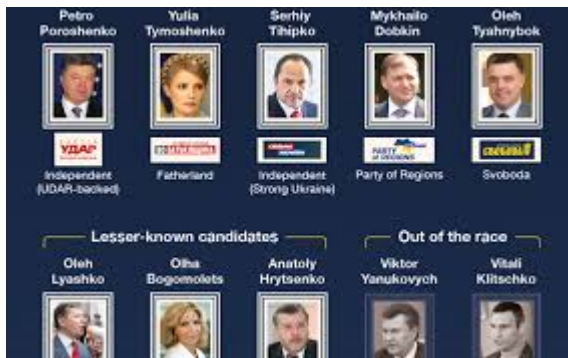 Petro
Poroshenko
Yulia
Tymoshenko
Serhiy
Tihipko
Mykhailo
Dobkin
Oleh
Tyahnybok
УДАР
PARTY
of REGIONS
Independent
(UDAR-backed)
Fatherland
Independent
(Strong Ukraine)
Party of Regions
Svoboda
Lesser-known candidates
Out of the race
Oleh
Lyashko
Olha
Bogomolets
Anatoly
Hrytsenko
Viktor
Yanukovych
Vitali
Klitschko